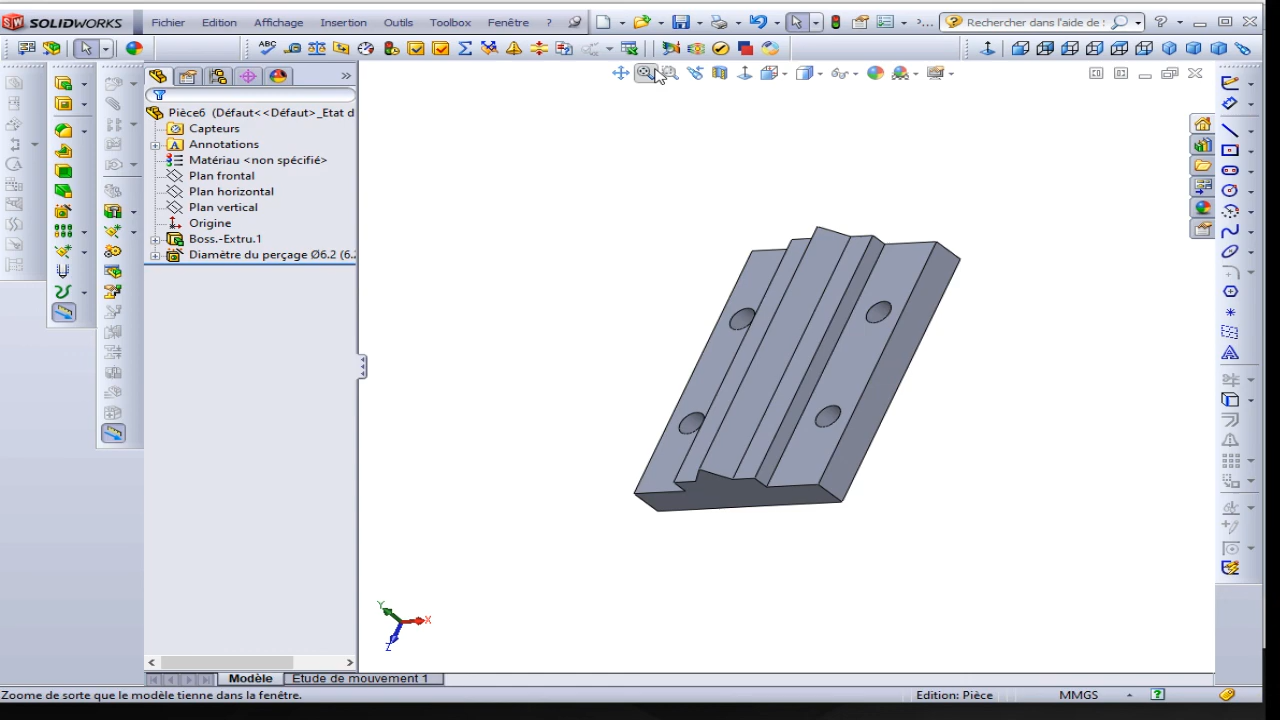 SOLIDWORKS Fichier Edition Affichage Insertion Outils Toolbox Fenêtre ? Rechercher dans l'aide de
Pièce6 (Défaut<<Défaut>_Etat d
Capteurs
Annotations
Matériau <non spécifié>
Plan frontal
Plan horizontal
Plan vertical
Origine
Boss.-Extru.1
Diamètre du perçage Ø6.2 (6.2
Y
X
Z
Modèle Etude de mouvement 1
Zoome de sorte que le modèle tienne dans la fenêtre. Edition: Pièce MMGS